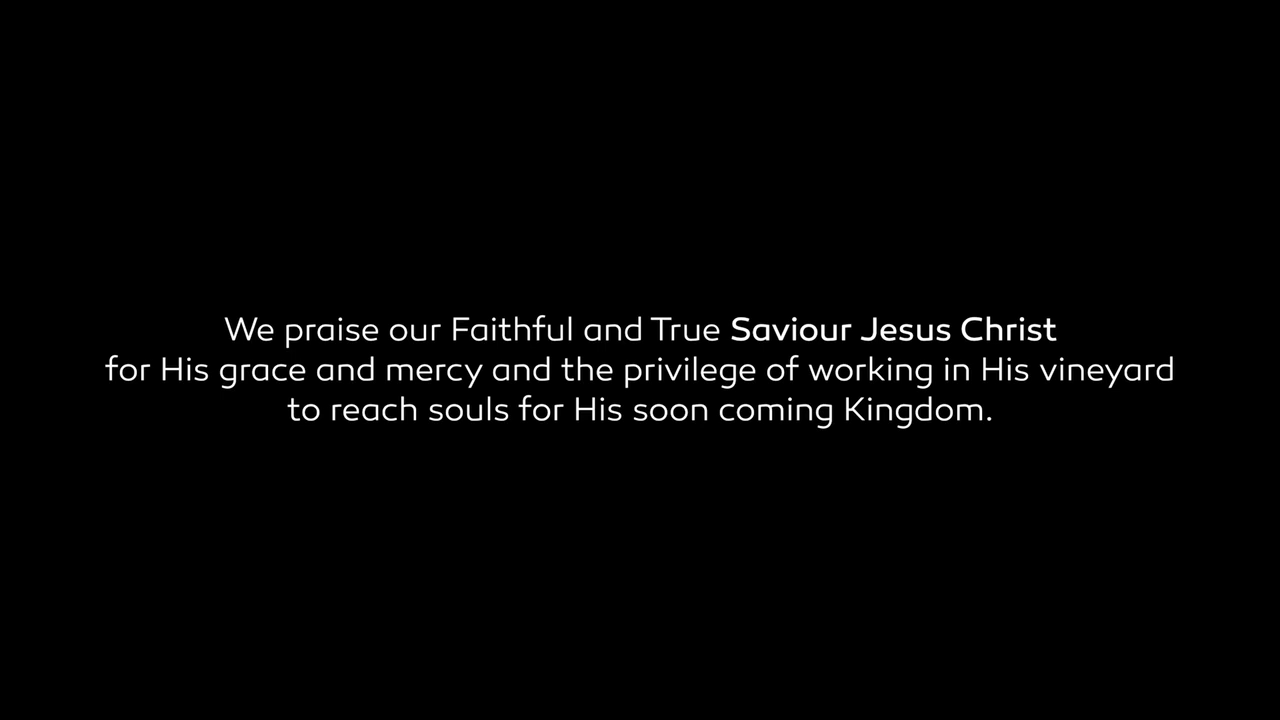 We praise our Faithful and True Saviour Jesus Christ
for His grace and mercy and the privilege of working in His vineyard
to reach souls for His soon coming Kingdom.